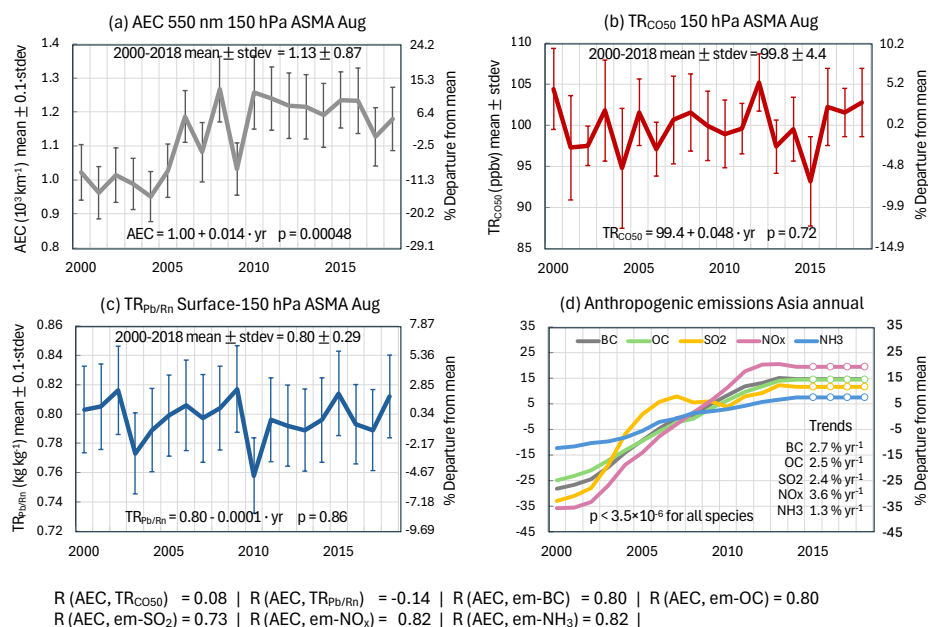 (a) AEC 550 nm 150 hPa ASMA Aug
2000-2018 mean ± stdev = 1.13 ± 0.87
AEC (10³ km⁻¹) mean ± 0.1·stdev
1.4
1.3
1.2
1.1
1.0
0.9
0.8
24.2
15.3
6.4
-2.5
-11.3
-20.2
-29.1
% Departure from mean
AEC = 1.00 + 0.014 · yr p = 0.00048
2000 2005 2010 2015
(b) TR_CO50 150 hPa ASMA Aug
2000-2018 mean ± stdev = 99.8 ± 4.4
TR_CO50 (ppbv) mean ± stdev
110
105
100
95
90
85
10.2
5.2
0.2
-4.8
-9.9
-14.9
% Departure from mean
TR_CO50 = 99.4 + 0.048 · yr p = 0.72
2000 2005 2010 2015
(c) TR_Pb/Rn Surface-150 hPa ASMA Aug
2000-2018 mean ± stdev = 0.80 ± 0.29
TR_Pb/Rn (kg kg⁻¹) mean ± 0.1·stdev
0.86
0.84
0.82
0.80
0.78
0.76
0.74
0.72
7.87
5.36
2.85
0.34
-2.17
-4.67
-7.18
-9.69
% Departure from mean
TR_Pb/Rn = 0.80 - 0.0001 · yr p = 0.86
2000 2005 2010 2015
(d) Anthropogenic emissions Asia annual
BC OC SO2 NOx NH3
35
25
15
5
-5
-15
-25
-35
-45
35
25
15
5
-5
-15
-25
-35
-45
% Departure from mean
Trends
BC 2.7 % yr⁻¹
OC 2.5 % yr⁻¹
SO2 2.4 % yr⁻¹
NOx 3.6 % yr⁻¹
NH3 1.3 % yr⁻¹
p < 3.5×10⁻⁶ for all species
2000 2005 2010 2015
R (AEC, TR_CO50) = 0.08 | R (AEC, TR_Pb/Rn) = -0.14 | R (AEC, em-BC) = 0.80 | R (AEC, em-OC) = 0.80
R (AEC, em-SO₂) = 0.73 | R (AEC, em-NOₓ) = 0.82 | R (AEC, em-NH₃) = 0.82 |